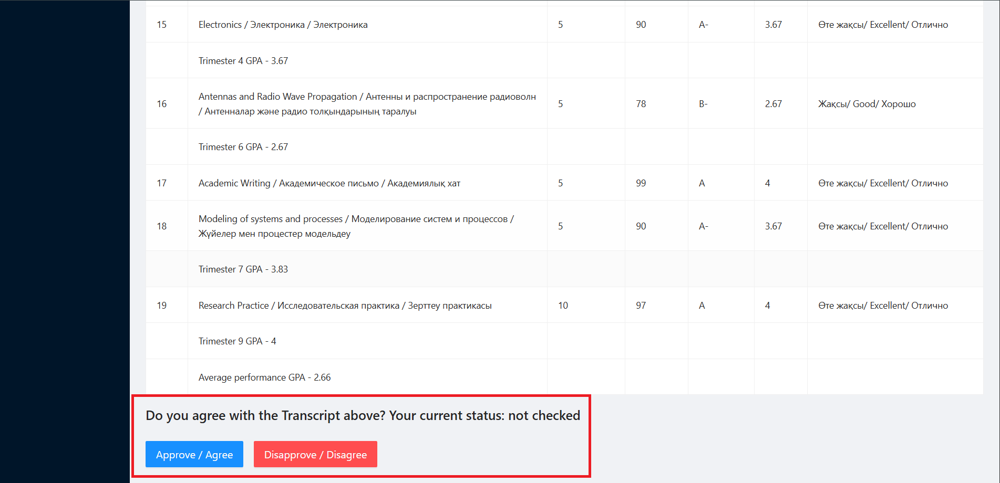 15 Electronics / Электроника / Электроника 5 90 A- 3.67 Өте жақсы/ Excellent/ Отлично
Trimester 4 GPA - 3.67
Antennas and Radio Wave Propagation / Антенны и распространение радиоволн
16 / Антенналар және радио толқындарының таралуы 5 78 B- 2.67 Жақсы/ Good/ Хорошо
Trimester 6 GPA - 2.67
17 Academic Writing / Академическое письмо / Академиялық хат 5 99 A 4 Өте жақсы/ Excellent/ Отлично
Modeling of systems and processes / Моделирование систем и процессов /
18 Жүйелер мен процестер модельдеу 5 90 A- 3.67 Өте жақсы/ Excellent/ Отлично
Trimester 7 GPA - 3.83
19 Research Practice / Исследовательская практика / Зерттеу практикасы 10 97 A 4 Өте жақсы/ Excellent/ Отлично
Trimester 9 GPA - 4
Average performance GPA - 2.66
Do you agree with the Transcript above? Your current status: not checked
Approve / Agree Disapprove / Disagree